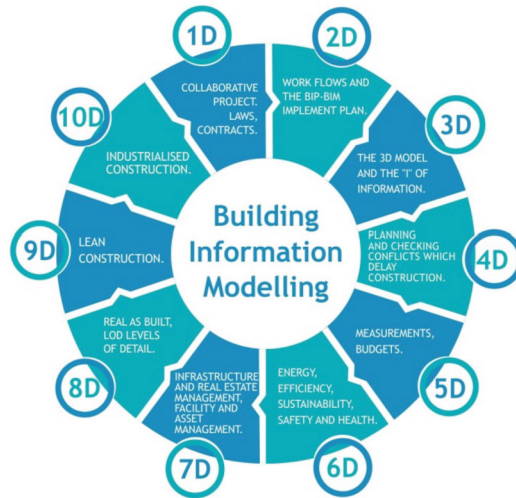 1D
COLLABORATIVE
PROJECT.
LAWS,
CONTRACTS.
2D
WORK FLOWS AND
THE BIP-BIM
IMPLEMENT PLAN.
3D
THE 3D MODEL
AND THE "I" OF
INFORMATION.
4D
PLANNING
AND CHECKING
CONFLICTS WHICH
DELAY
CONSTRUCTION.
5D
MEASUREMENTS,
BUDGETS.
6D
ENERGY,
EFFICIENCY,
SUSTAINABILITY,
SAFETY AND HEALTH.
7D
INFRASTRUCTURE
AND REAL ESTATE
MANAGEMENT,
FACILITY AND
ASSET
MANAGEMENT.
8D
REAL AS BUILT,
LOD LEVELS
OF DETAIL.
9D
LEAN
CONSTRUCTION.
10D
INDUSTRIALISED
CONSTRUCTION.
Building
Information
Modelling